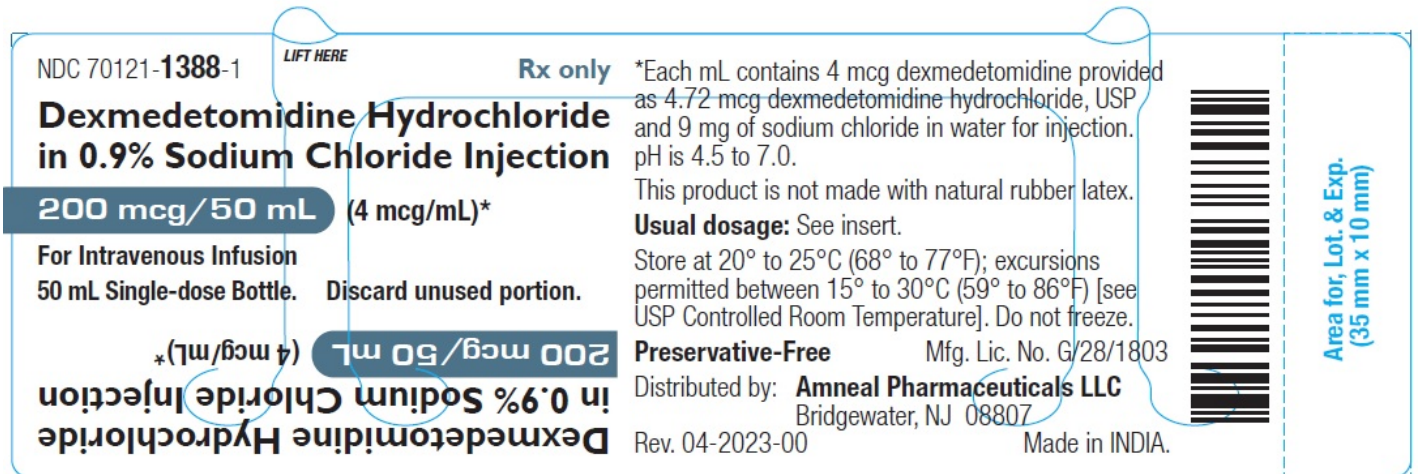 NDC 70121-1388-1
LIFT HERE
Rx only
Dexmedetomidine Hydrochloride
in 0.9% Sodium Chloride Injection
200 mcg/50 mL (4 mcg/mL)*
For Intravenous Infusion
50 mL Single-dose Bottle. Discard unused portion.
Dexmedetomidine Hydrochloride
in 0.9% Sodium Chloride Injection
200 mcg/50 mL (4 mcg/mL)*
*Each mL contains 4 mcg dexmedetomidine provided
as 4.72 mcg dexmedetomidine hydrochloride, USP
and 9 mg of sodium chloride in water for injection.
pH is 4.5 to 7.0.
This product is not made with natural rubber latex.
Usual dosage: See insert.
Store at 20° to 25°C (68° to 77°F); excursions
permitted between 15° to 30°C (59° to 86°F) [see
USP Controlled Room Temperature]. Do not freeze.
Preservative-Free Mfg. Lic. No. G/28/1803
Distributed by: Amneal Pharmaceuticals LLC
Bridgewater, NJ 08807
Rev. 04-2023-00 Made in INDIA.
Area for, Lot. & Exp.
(35 mm x 10 mm)